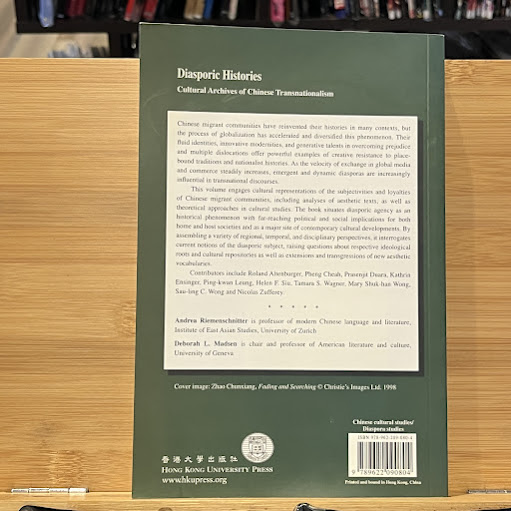 Diasporic Histories
Cultural Archives of Chinese Transnationalism
Chinese migrant communities have reinvented their histories in many contexts, but
the process of globalization has accelerated and diversified this phenomenon. Their
fluid identities, innovative modernities, and generative talents in overcoming prejudice
and multiple dislocations offer powerful examples of creative resistance to place-
bound traditions and nationalist histories. As the velocity of exchange in global media
and commerce steadily increases, emergent and dynamic diasporas are increasingly
influential in transnational discourses.
This volume engages cultural representations of the subjectivities and loyalties
of Chinese migrant communities, including analyses of aesthetic texts, as well as
theoretical approaches in cultural studies. The book situates diasporic agency as an
historical phenomenon with far-reaching political and social implications for both
home and host societies and as a major site of contemporary cultural developments. By
assembling a variety of regional, temporal, and disciplinary perspectives, it interrogates
current notions of the diasporic subject, raising questions about respective ideological
roots and cultural repositories as well as extensions and transgressions of new aesthetic
vocabularies.
Contributors include Roland Altenburger, Pheng Cheah, Prasenjit Duara, Kathrin
Ensinger, Ping-kwan Leung, Helen F. Siu, Tamara S. Wagner, Mary Shuk-han Wong,
Sau-ling C. Wong and Nicolas Zufferey.
* * * * *
Andrea Riemenschnitter is professor of modern Chinese language and literature,
Institute of East Asian Studies, University of Zurich
Deborah L. Madsen is chair and professor of American literature and culture,
University of Geneva
Cover image: Zhao Chunxiang, Fading and Searching © Christie's Images Ltd. 1998
Chinese cultural studies/
Diaspora studies
ISBN 978-962-209-080-4
9 789622 090804
Printed and bound in Hong Kong, China
香港大學出版社
HONG KONG UNIVERSITY PRESS
www.hkupress.org